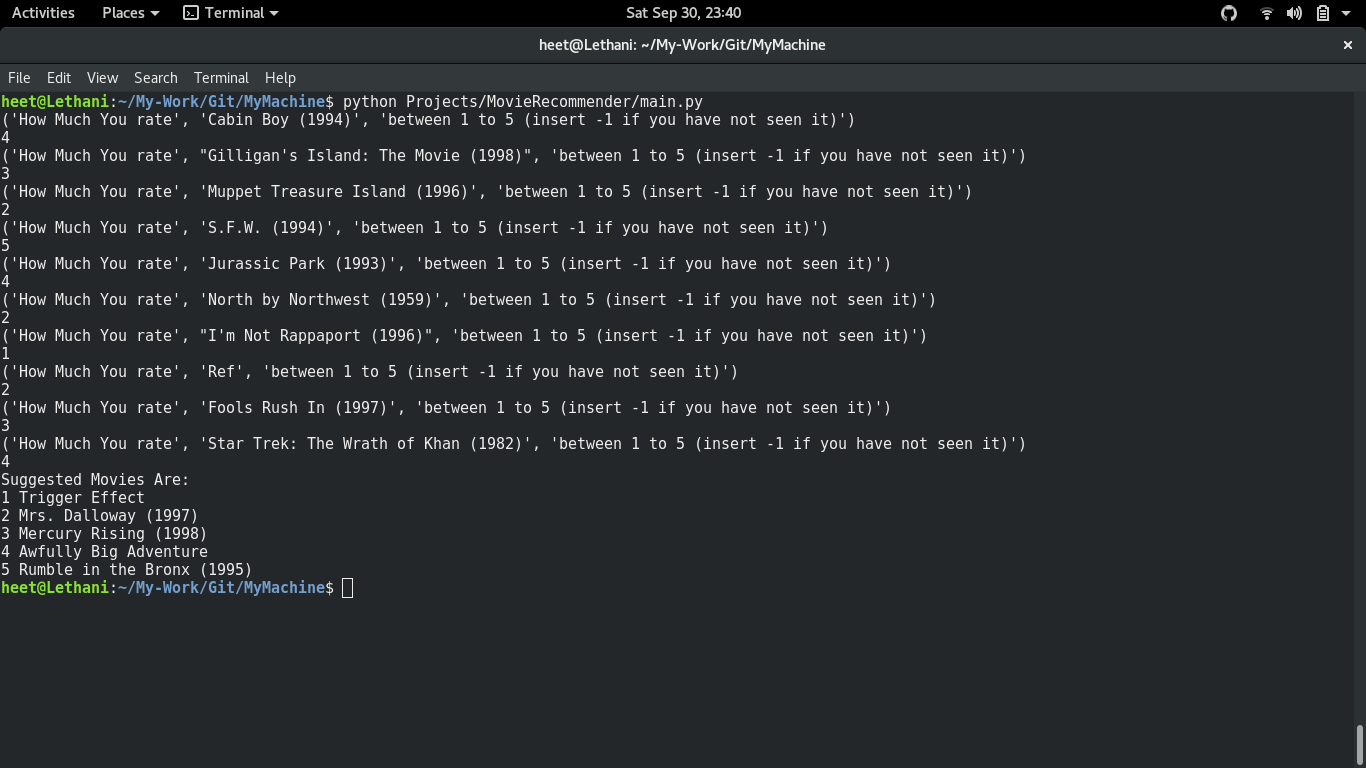 Activities Places Terminal Sat Sep 30, 23:40
heet@Lethani: ~/My-Work/Git/MyMachine ×
File Edit View Search Terminal Help
heet@Lethani:~/My-Work/Git/MyMachine$ python Projects/MovieRecommender/main.py
('How Much You rate', 'Cabin Boy (1994)', 'between 1 to 5 (insert -1 if you have not seen it)')
4
('How Much You rate', "Gilligan's Island: The Movie (1998)", 'between 1 to 5 (insert -1 if you have not seen it)')
3
('How Much You rate', 'Muppet Treasure Island (1996)', 'between 1 to 5 (insert -1 if you have not seen it)')
2
('How Much You rate', 'S.F.W. (1994)', 'between 1 to 5 (insert -1 if you have not seen it)')
5
('How Much You rate', 'Jurassic Park (1993)', 'between 1 to 5 (insert -1 if you have not seen it)')
4
('How Much You rate', 'North by Northwest (1959)', 'between 1 to 5 (insert -1 if you have not seen it)')
2
('How Much You rate', "I'm Not Rappaport (1996)", 'between 1 to 5 (insert -1 if you have not seen it)')
1
('How Much You rate', 'Ref', 'between 1 to 5 (insert -1 if you have not seen it)')
2
('How Much You rate', 'Fools Rush In (1997)', 'between 1 to 5 (insert -1 if you have not seen it)')
3
('How Much You rate', 'Star Trek: The Wrath of Khan (1982)', 'between 1 to 5 (insert -1 if you have not seen it)')
4
Suggested Movies Are:
1 Trigger Effect
2 Mrs. Dalloway (1997)
3 Mercury Rising (1998)
4 Awfully Big Adventure
5 Rumble in the Bronx (1995)
heet@Lethani:~/My-Work/Git/MyMachine$